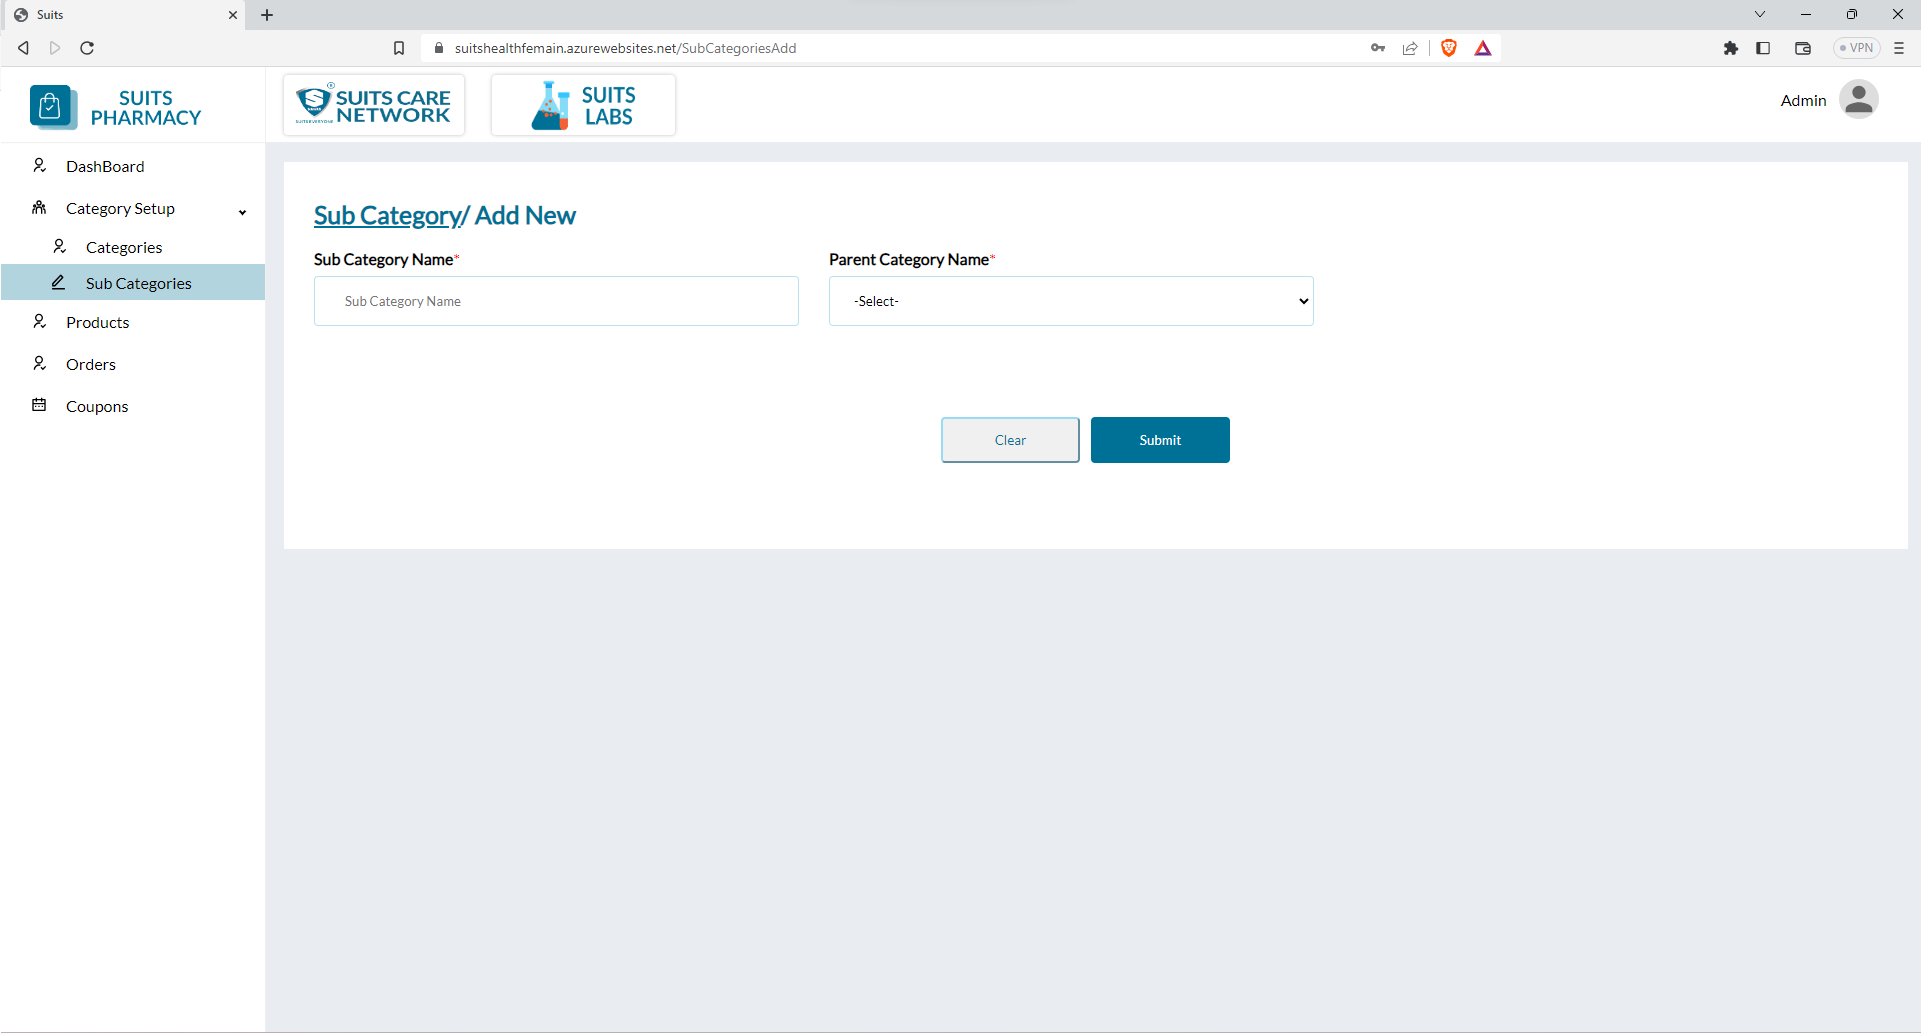 Suits
suitshealthfemain.azurewebsites.net/SubCategoriesAdd
VPN
SUITS
PHARMACY
SUITS CARE
NETWORK
SUITS
LABS
Admin
DashBoard
Category Setup
Categories
Sub Categories
Products
Orders
Coupons
Sub Category/ Add New
Sub Category Name*
Parent Category Name*
Sub Category Name
-Select-
Clear
Submit